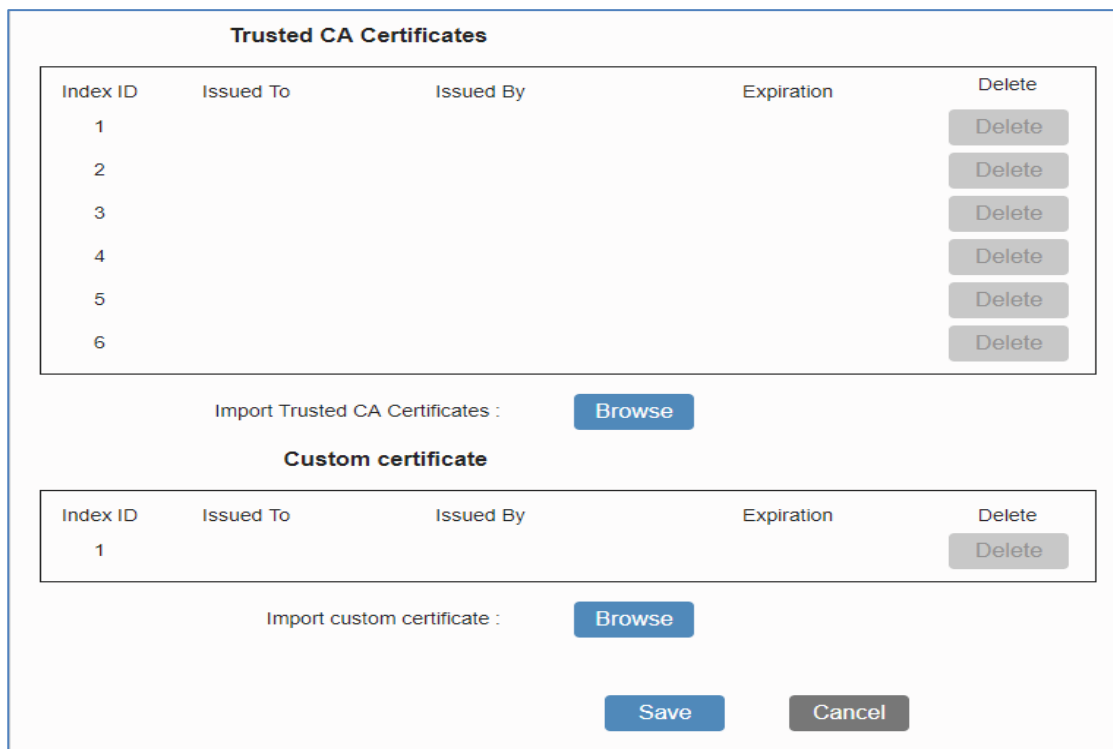 Trusted CA Certificates
Index ID Issued To Issued By Expiration Delete
1 Delete
2 Delete
3 Delete
4 Delete
5 Delete
6 Delete
Import Trusted CA Certificates : Browse
Custom certificate
Index ID Issued To Issued By Expiration Delete
1 Delete
Import custom certificate : Browse
Save Cancel